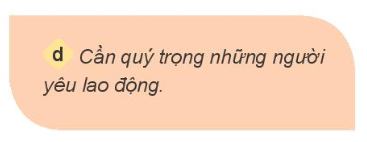 d Cần quý trọng những người
yêu lao động.